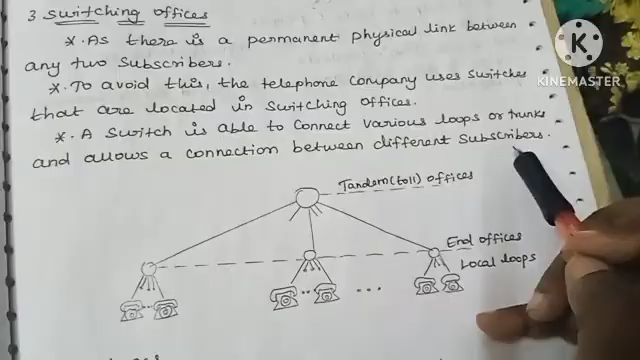 3 Switching offices
*. As there is a permanent physical link between
any two subscribers.
*. To avoid this, the telephone company uses switches
that are located in switching offices.
*. A switch is able to connect various loops or trunks
and allows a connection between different subscribers.
Tandem(toll) offices
End offices
Local loops
KINEMASTER